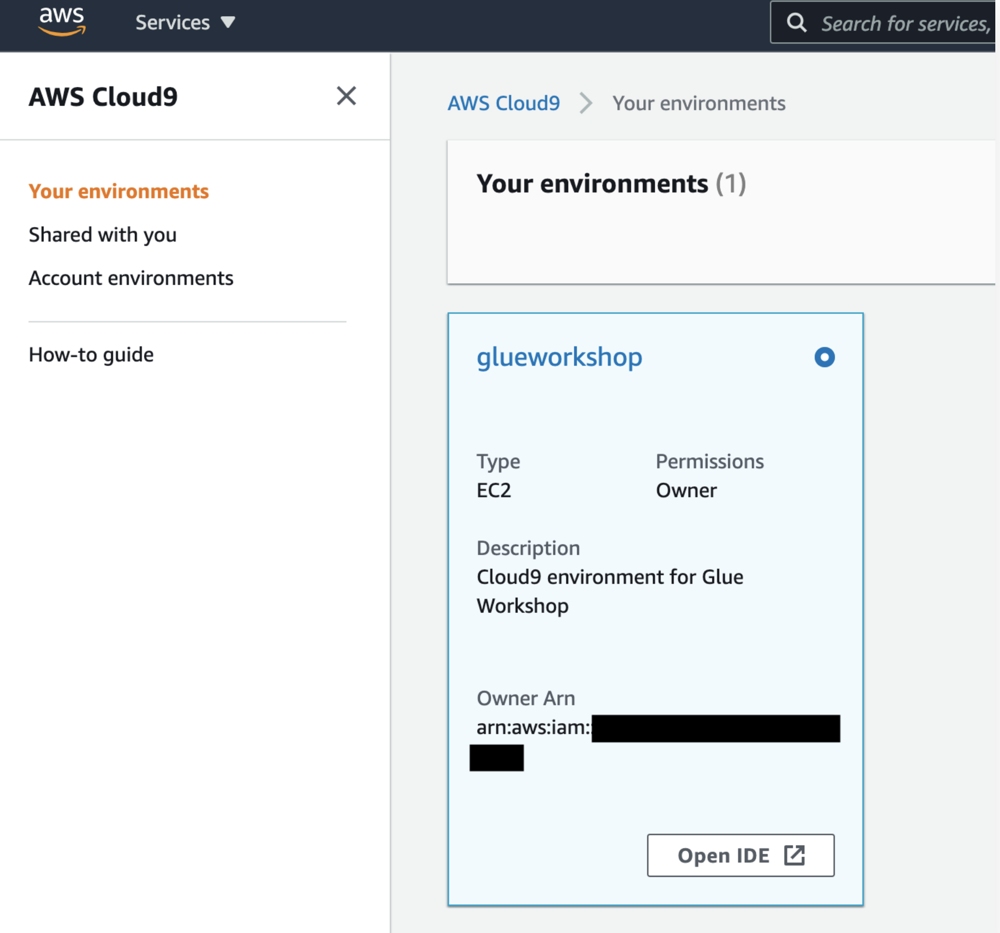 aws
Services
Search for services,
AWS Cloud9
Your environments
Shared with you
Account environments
How-to guide
AWS Cloud9 > Your environments
Your environments (1)
glueworkshop
Type
EC2
Permissions
Owner
Description
Cloud9 environment for Glue
Workshop
Owner Arn
arn:aws:iam::
Open IDE